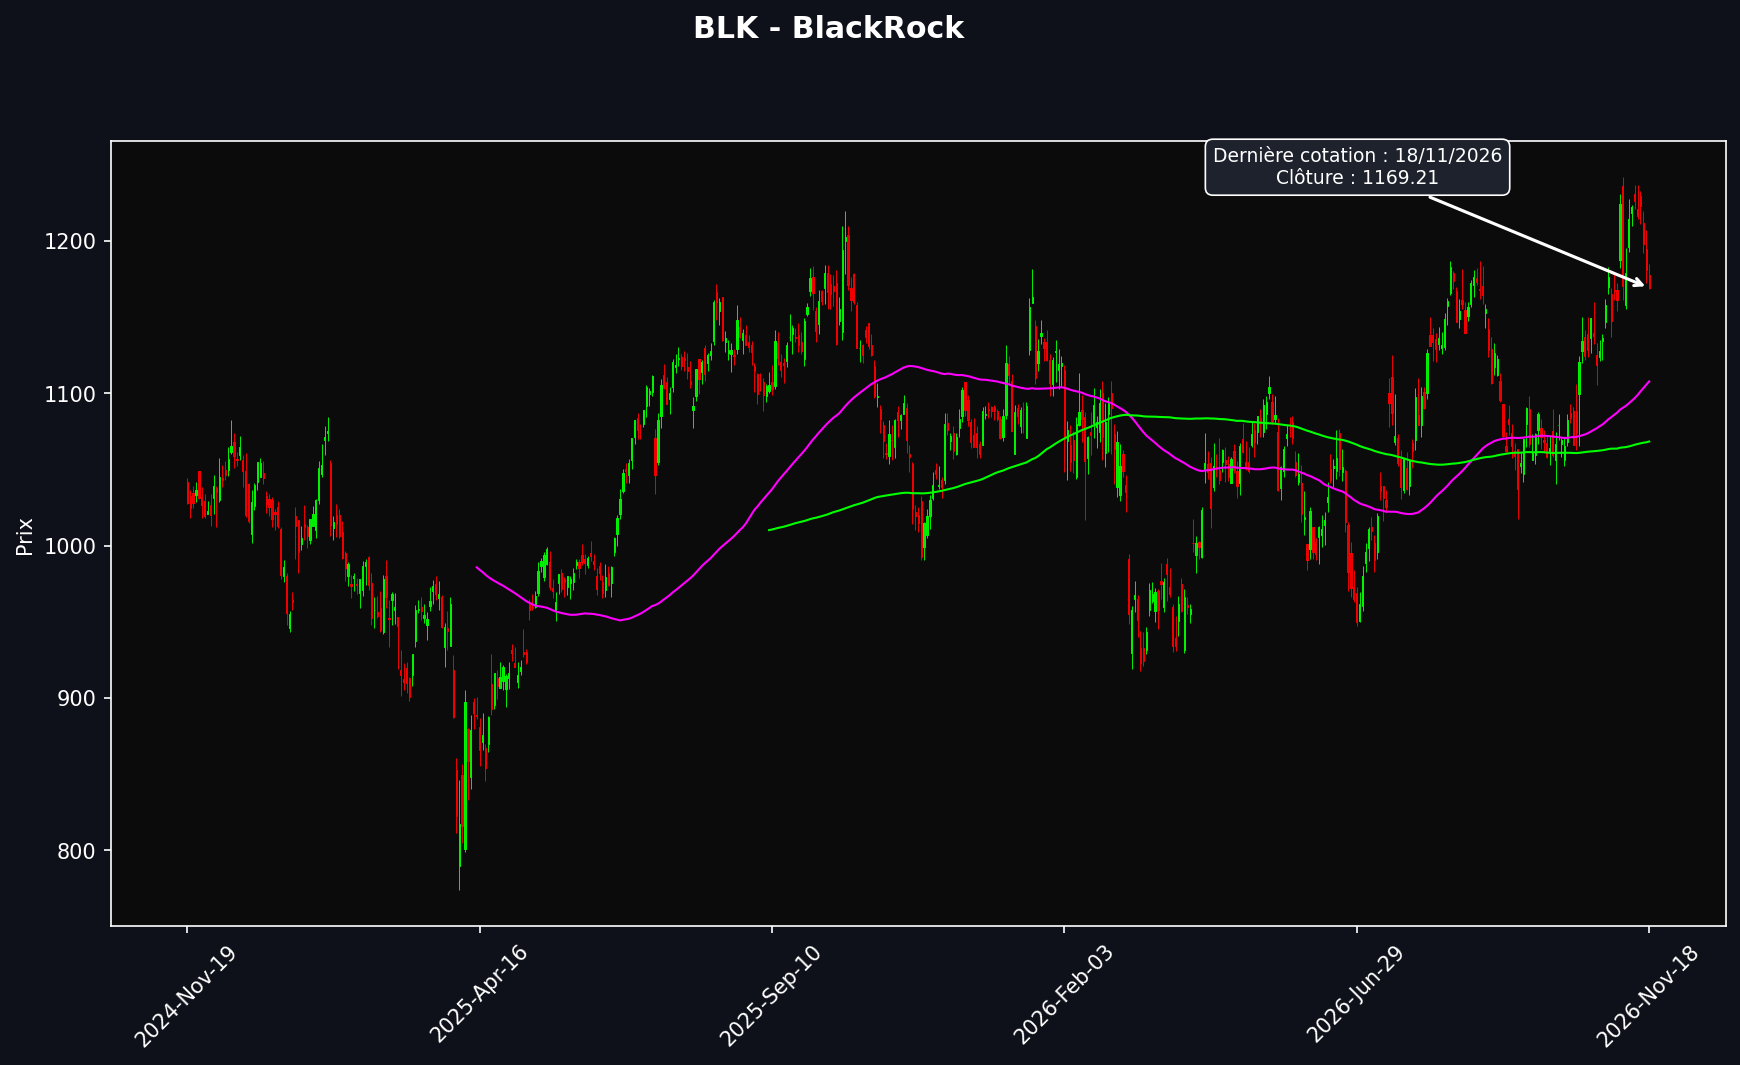 BLK - BlackRock
Dernière cotation : 18/11/2026
Clôture : 1169.21
Prix
1200
1100
1000
900
800
2024-Nov-19
2025-Apr-16
2025-Sep-10
2026-Feb-03
2026-Jun-29
2026-Nov-18